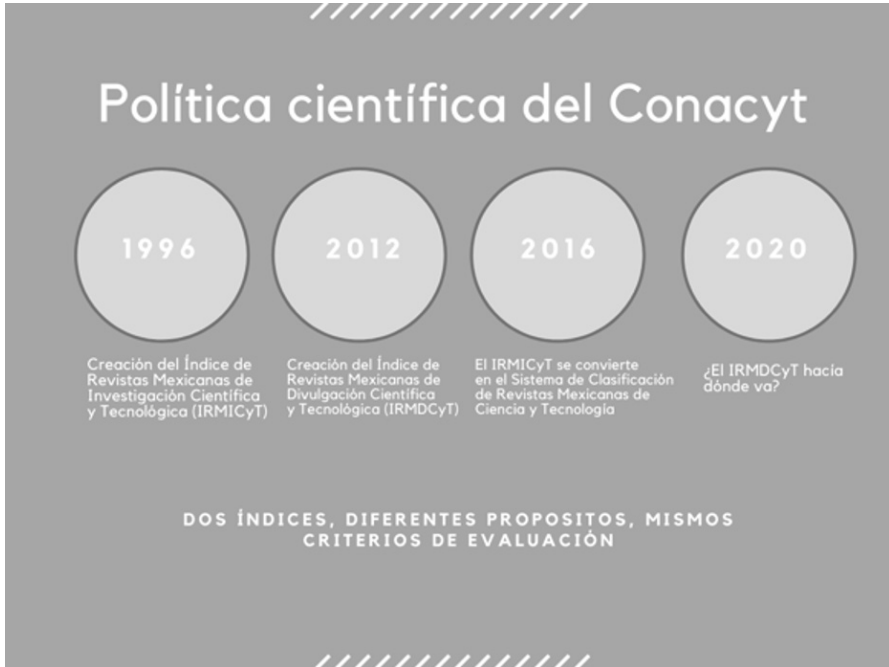 Política científica del Conacyt
1996
2012
2016
2020
Creación del Índice de
Revistas Mexicanas de
Investigación Científica
y Tecnológica (IRMICyT)
Creación del Índice de
Revistas Mexicanas de
Divulgación Científica
y Tecnológica (IRMDCyT)
El IRMICyT se convierte
en el Sistema de Clasificación
de Revistas Mexicanas de
Ciencia y Tecnología
¿El IRMDCyT hacía
dónde va?
DOS ÍNDICES, DIFERENTES PROPOSITOS, MISMOS
CRITERIOS DE EVALUACIÓN